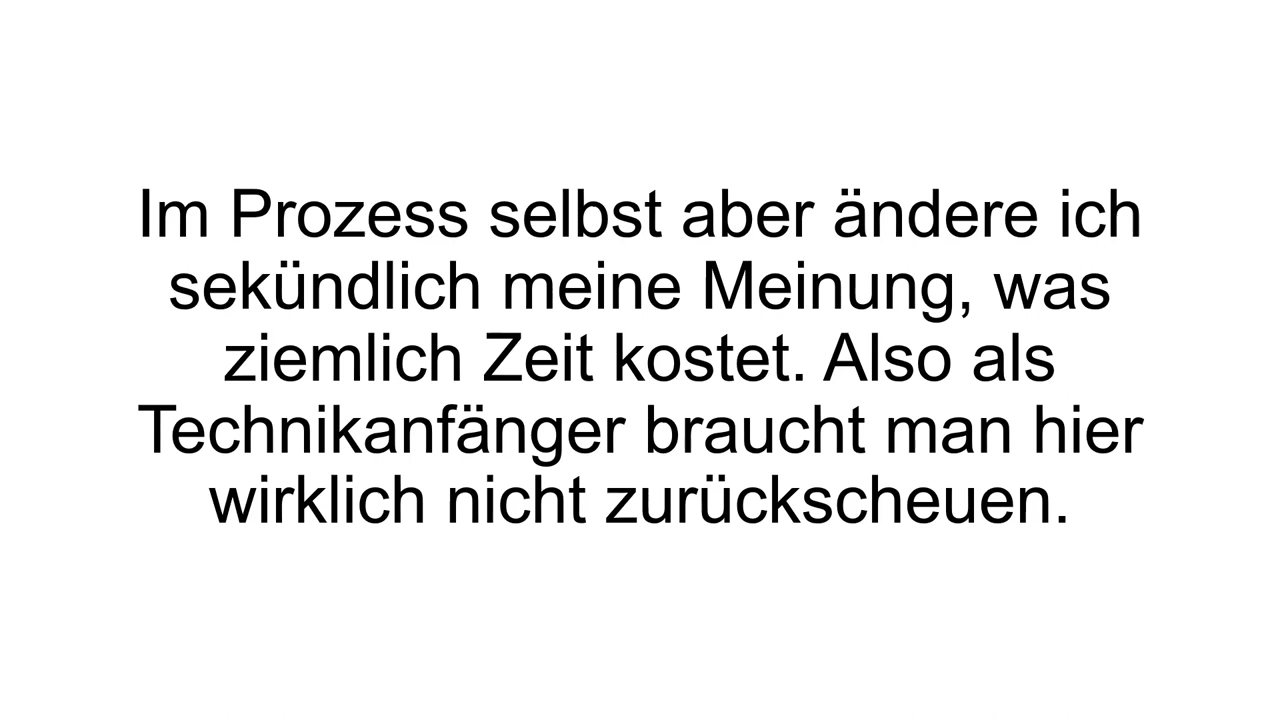 Im Prozess selbst aber ändere ich
sekündlich meine Meinung, was
ziemlich Zeit kostet. Also als
Technikanfänger braucht man hier
wirklich nicht zurückscheuen.